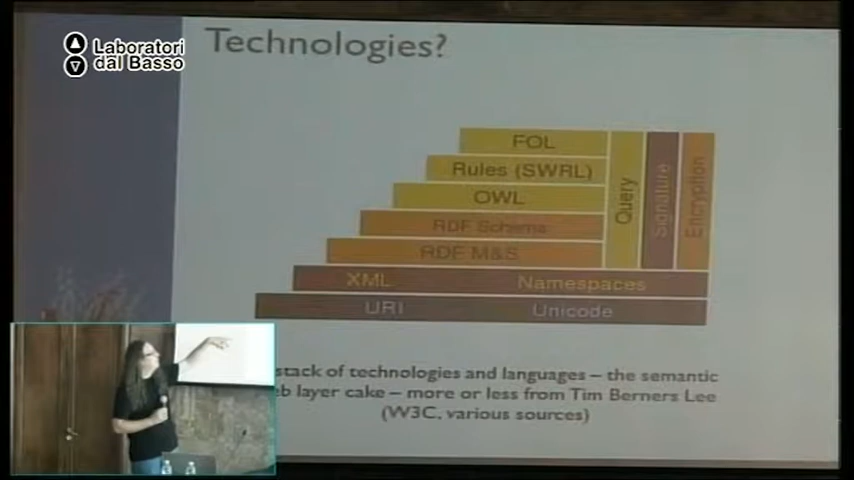 Laboratori
dal Basso
Technologies?
FOL
Rules (SWRL)
OWL
RDF Schema
RDF M&S
XML Namespaces
URI Unicode
Query
Signature
Encryption
stack of technologies and languages – the semantic
layer cake – more or less from Tim Berners Lee
(W3C, various sources)